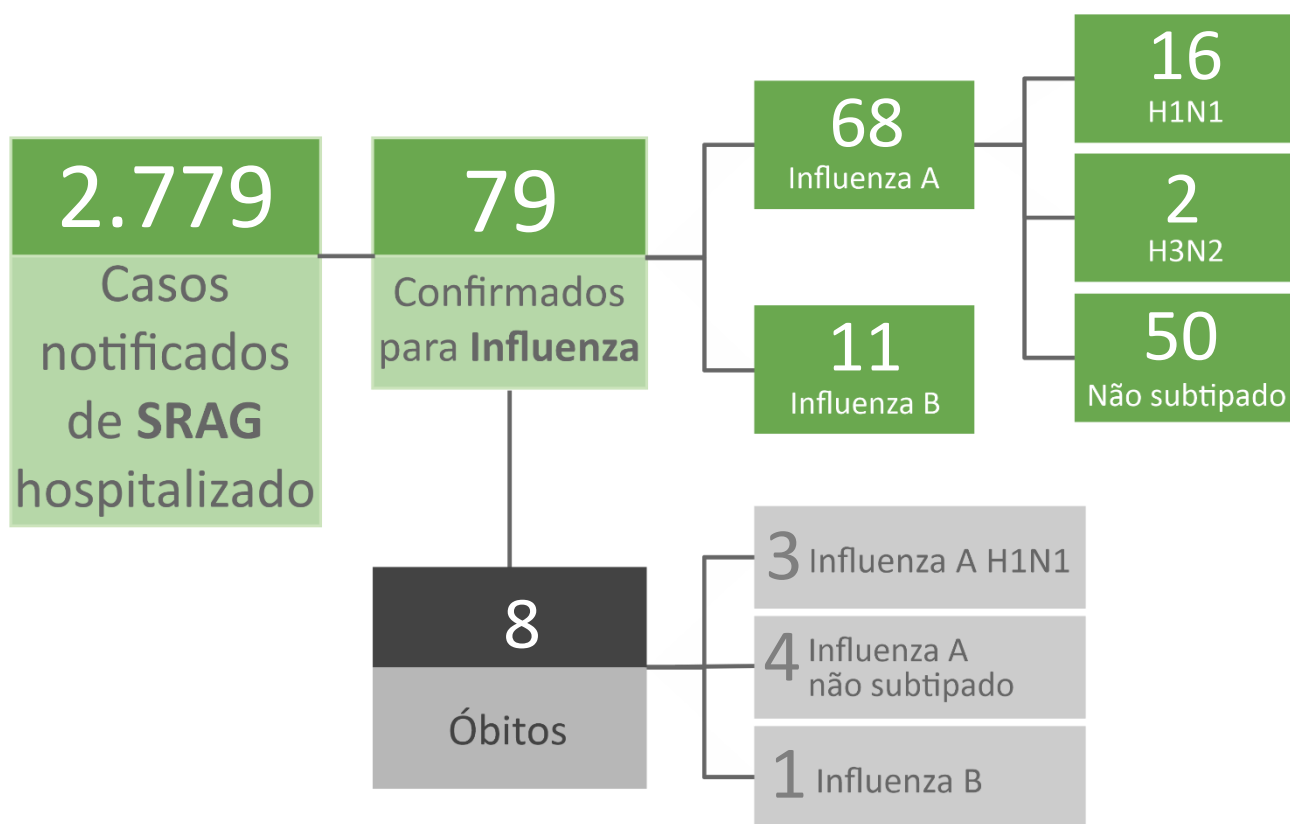 2.779
Casos
notificados
de SRAG
hospitalizado
79
Confirmados
para Influenza
68
Influenza A
11
Influenza B
16
H1N1
2
H3N2
50
Não subtipado
8
Óbitos
3 Influenza A H1N1
4 Influenza A
não subtipado
1 Influenza B